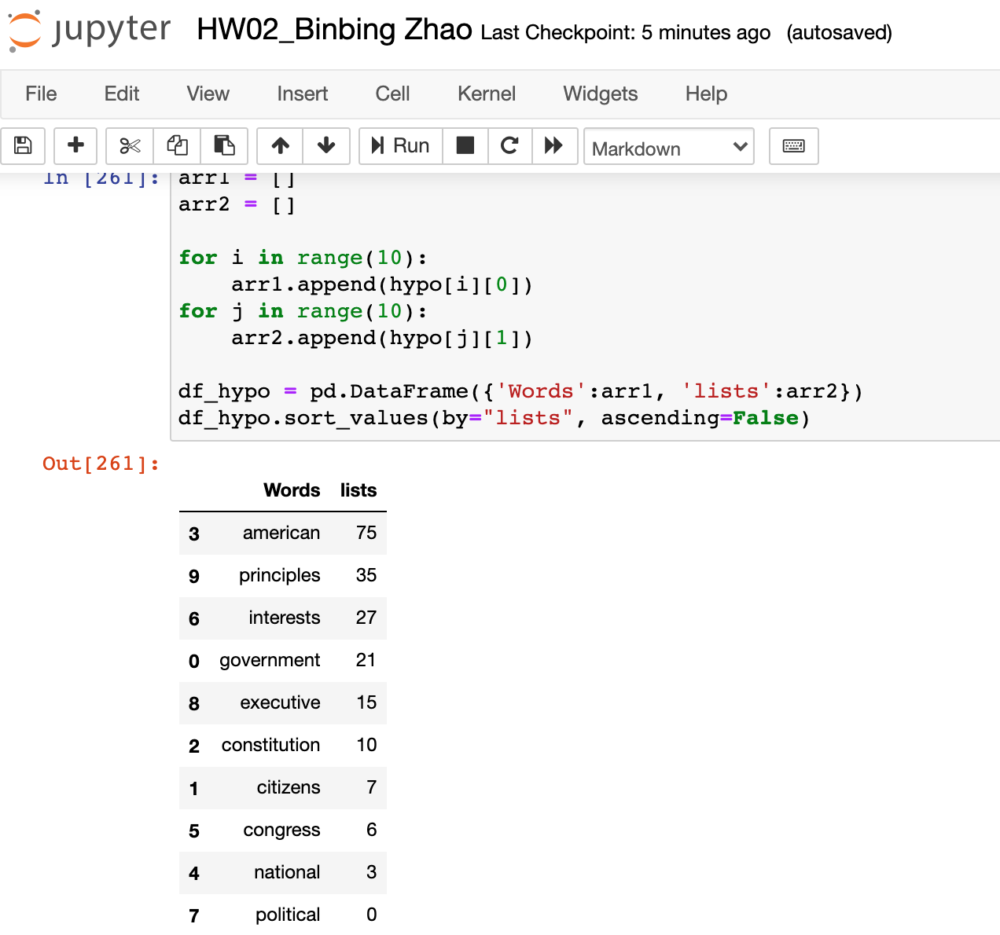 jupyter HW02_Binbing Zhao Last Checkpoint: 5 minutes ago (autosaved)
File Edit View Insert Cell Kernel Widgets Help
Run Markdown
In [261]: arr1 = []
arr2 = []
for i in range(10):
    arr1.append(hypo[i][0])
for j in range(10):
    arr2.append(hypo[j][1])
df_hypo = pd.DataFrame({'Words':arr1, 'lists':arr2})
df_hypo.sort_values(by="lists", ascending=False)
Out[261]:
Words lists
3 american 75
9 principles 35
6 interests 27
0 government 21
8 executive 15
2 constitution 10
1 citizens 7
5 congress 6
4 national 3
7 political 0